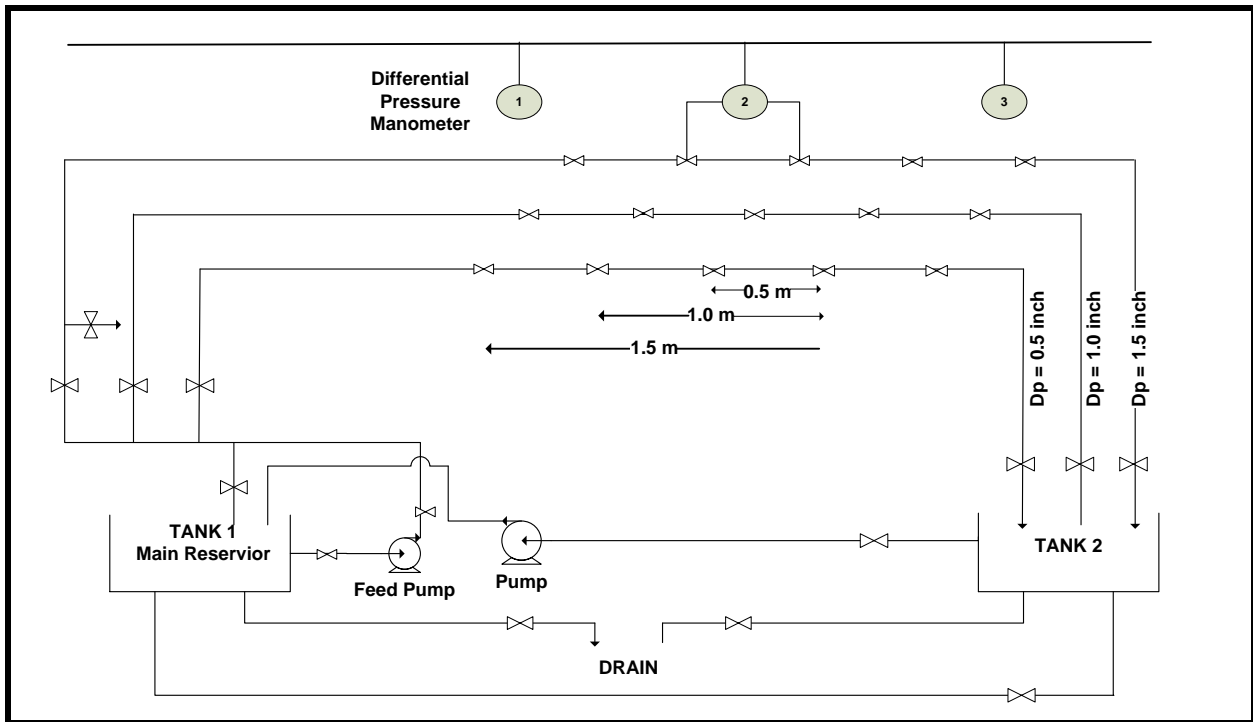 Differential
Pressure
Manometer
1
2
3
0.5 m
1.0 m
1.5 m
Dp = 0.5 inch
Dp = 1.0 inch
Dp = 1.5 inch
TANK 1
Main Reservior
Feed Pump
Pump
TANK 2
DRAIN